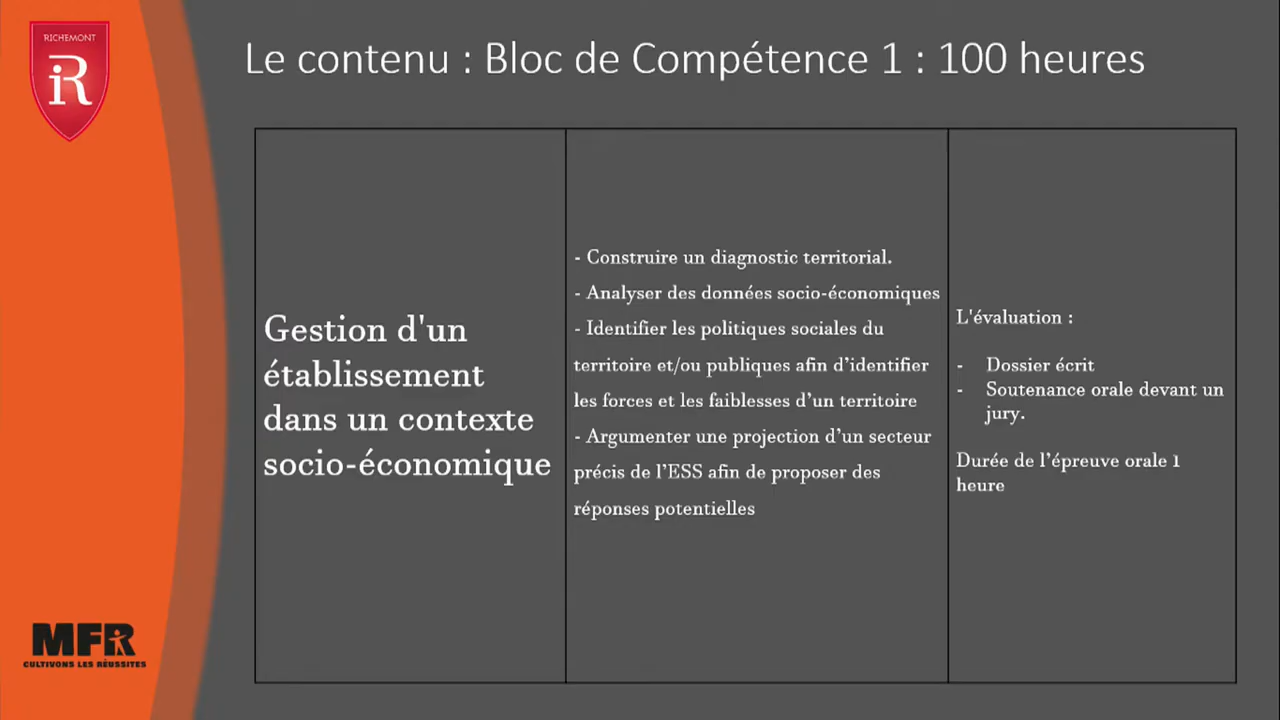 RICHEMONT
iR
Le contenu : Bloc de Compétence 1 : 100 heures
Gestion d'un
établissement
dans un contexte
socio-économique
- Construire un diagnostic territorial.
- Analyser des données socio-économiques
- Identifier les politiques sociales du
territoire et/ou publiques afin d’identifier
les forces et les faiblesses d’un territoire
- Argumenter une projection d’un secteur
précis de l’ESS afin de proposer des
réponses potentielles
L'évaluation :
- Dossier écrit
- Soutenance orale devant un
jury.
Durée de l’épreuve orale 1
heure
MFR
CULTIVONS LES RÉUSSITES